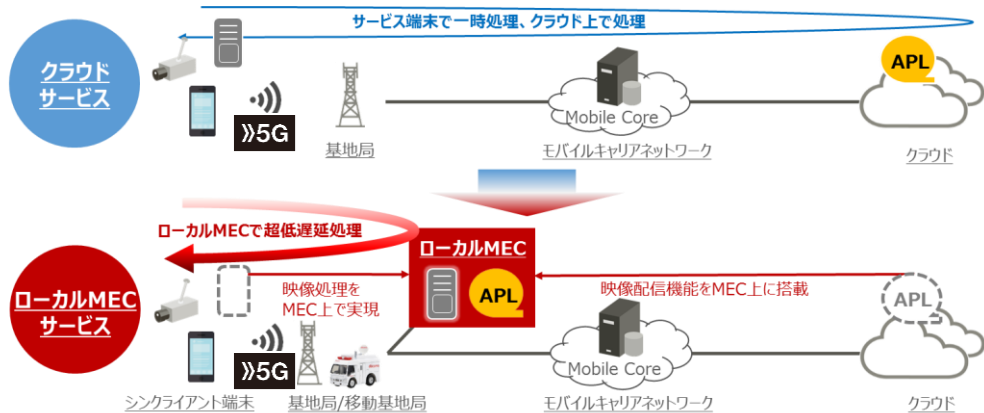 サービス端末で一時処理、クラウド上で処理
クラウド
サービス
APL
》5G
Mobile Core
基地局
モバイルキャリアネットワーク
クラウド
ローカルMECで超低遅延処理
ローカルMEC
ローカルMEC
サービス
映像処理を
MEC上で実現
APL
映像配信機能をMEC上に搭載
APL
》5G
Mobile Core
シンクライアント端末
基地局/移動基地局
モバイルキャリアネットワーク
クラウド